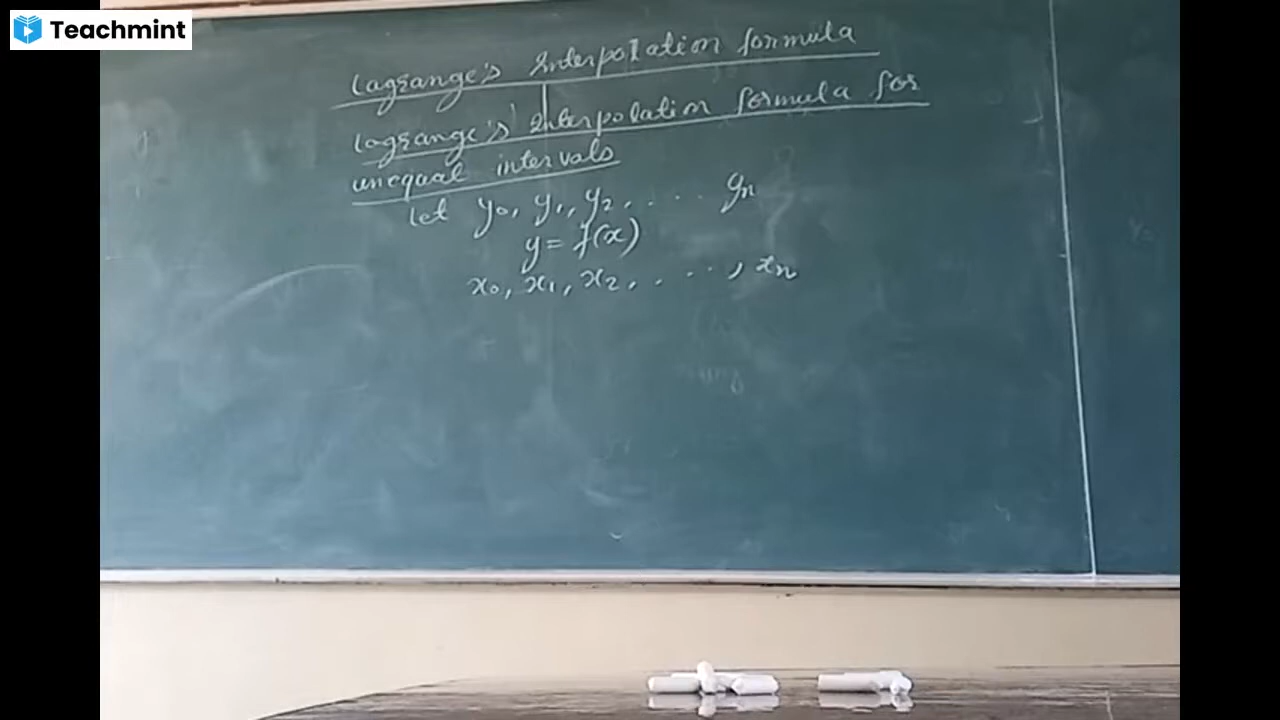 Teachmint
Lagrange's Interpolation formula
Lagrange's Interpolation formula for
unequal intervals
Let y₀, y₁, y₂, . . . . yₙ
y = f(x)
x₀, x₁, x₂, . . . . , xₙ